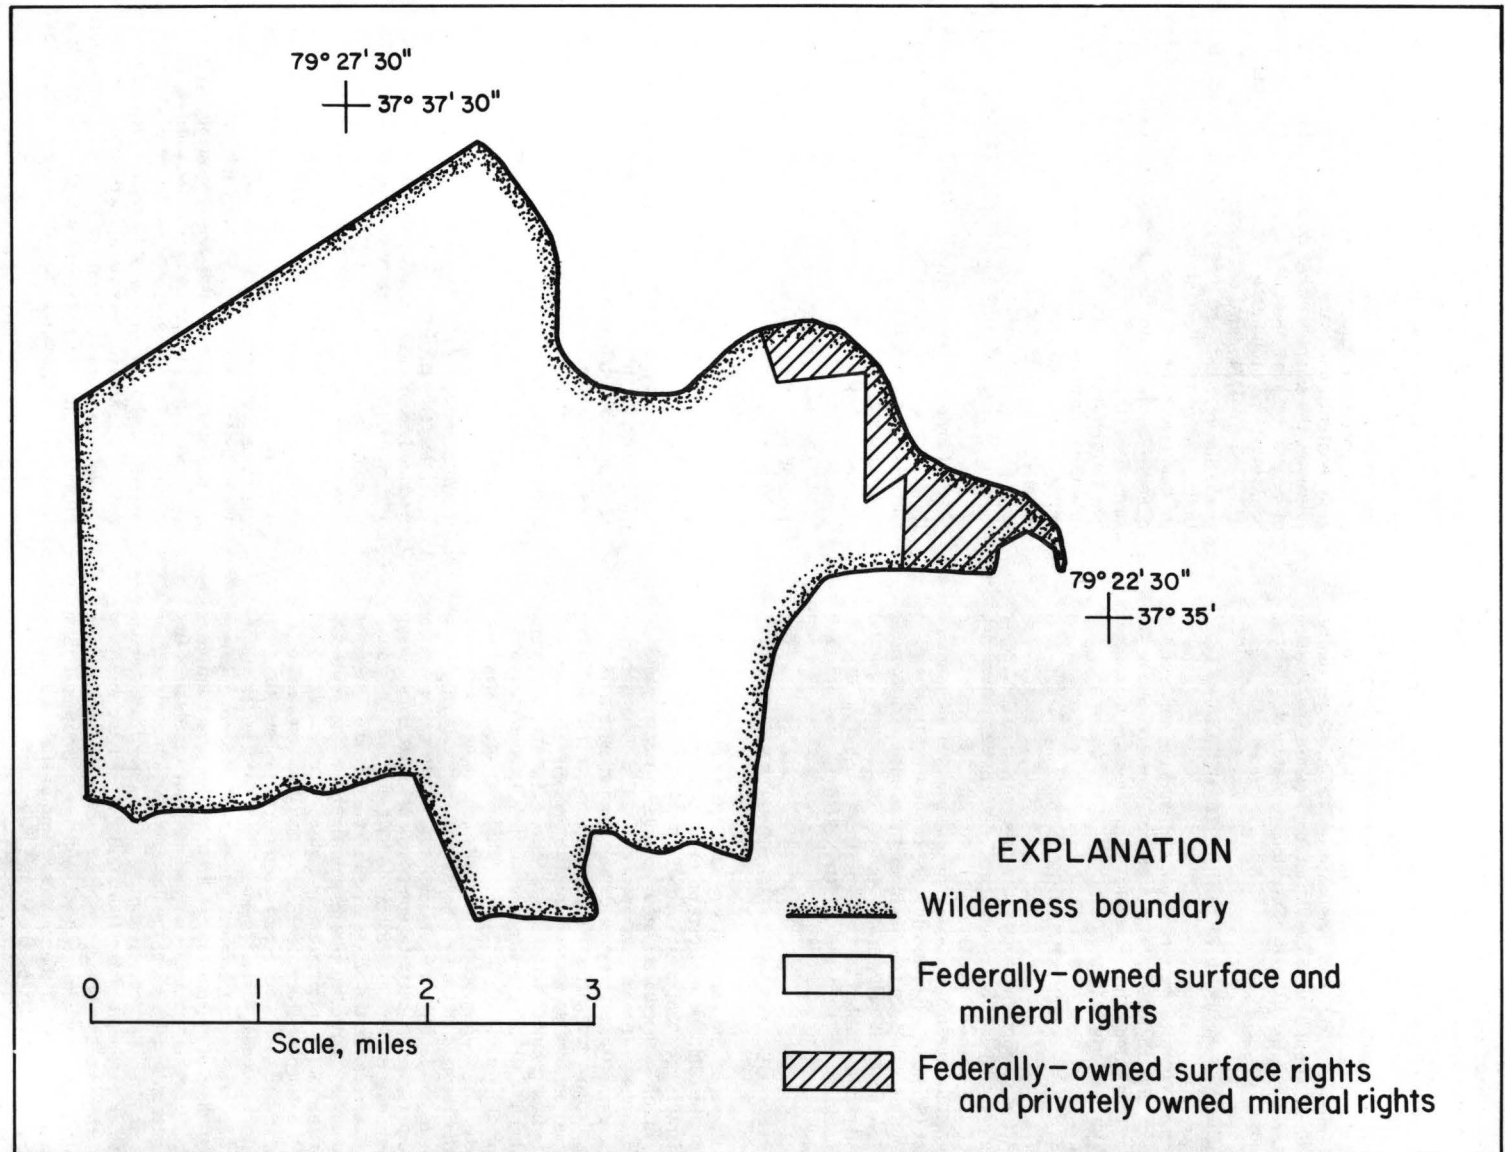 79° 27' 30"
37° 37' 30"
79° 22' 30"
37° 35'
EXPLANATION
Wilderness boundary
Federally-owned surface and
mineral rights
Federally-owned surface rights
and privately owned mineral rights
0 1 2 3
Scale, miles